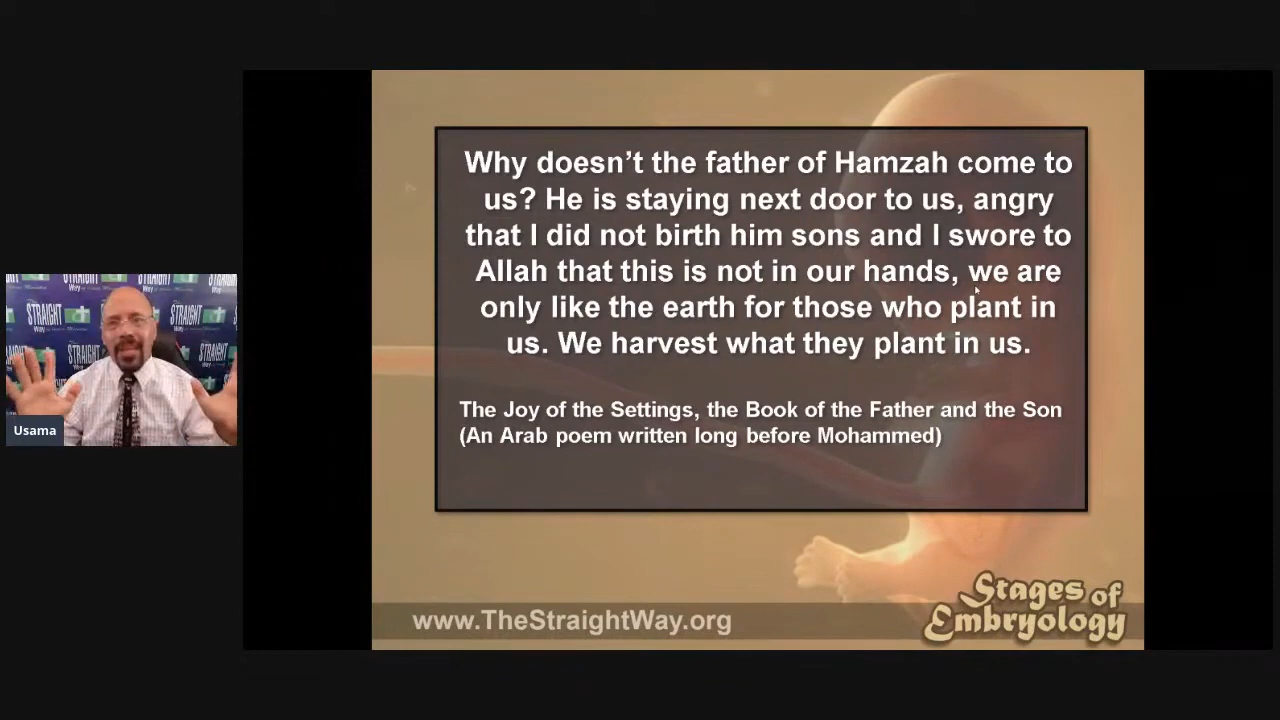 Why doesn’t the father of Hamzah come to
us? He is staying next door to us, angry
that I did not birth him sons and I swore to
Allah that this is not in our hands, we are
only like the earth for those who plant in
us. We harvest what they plant in us.
The Joy of the Settings, the Book of the Father and the Son
(An Arab poem written long before Mohammed)
www.TheStraightWay.org
Stages of
Embryology
STRAIGHT
Way
Usama